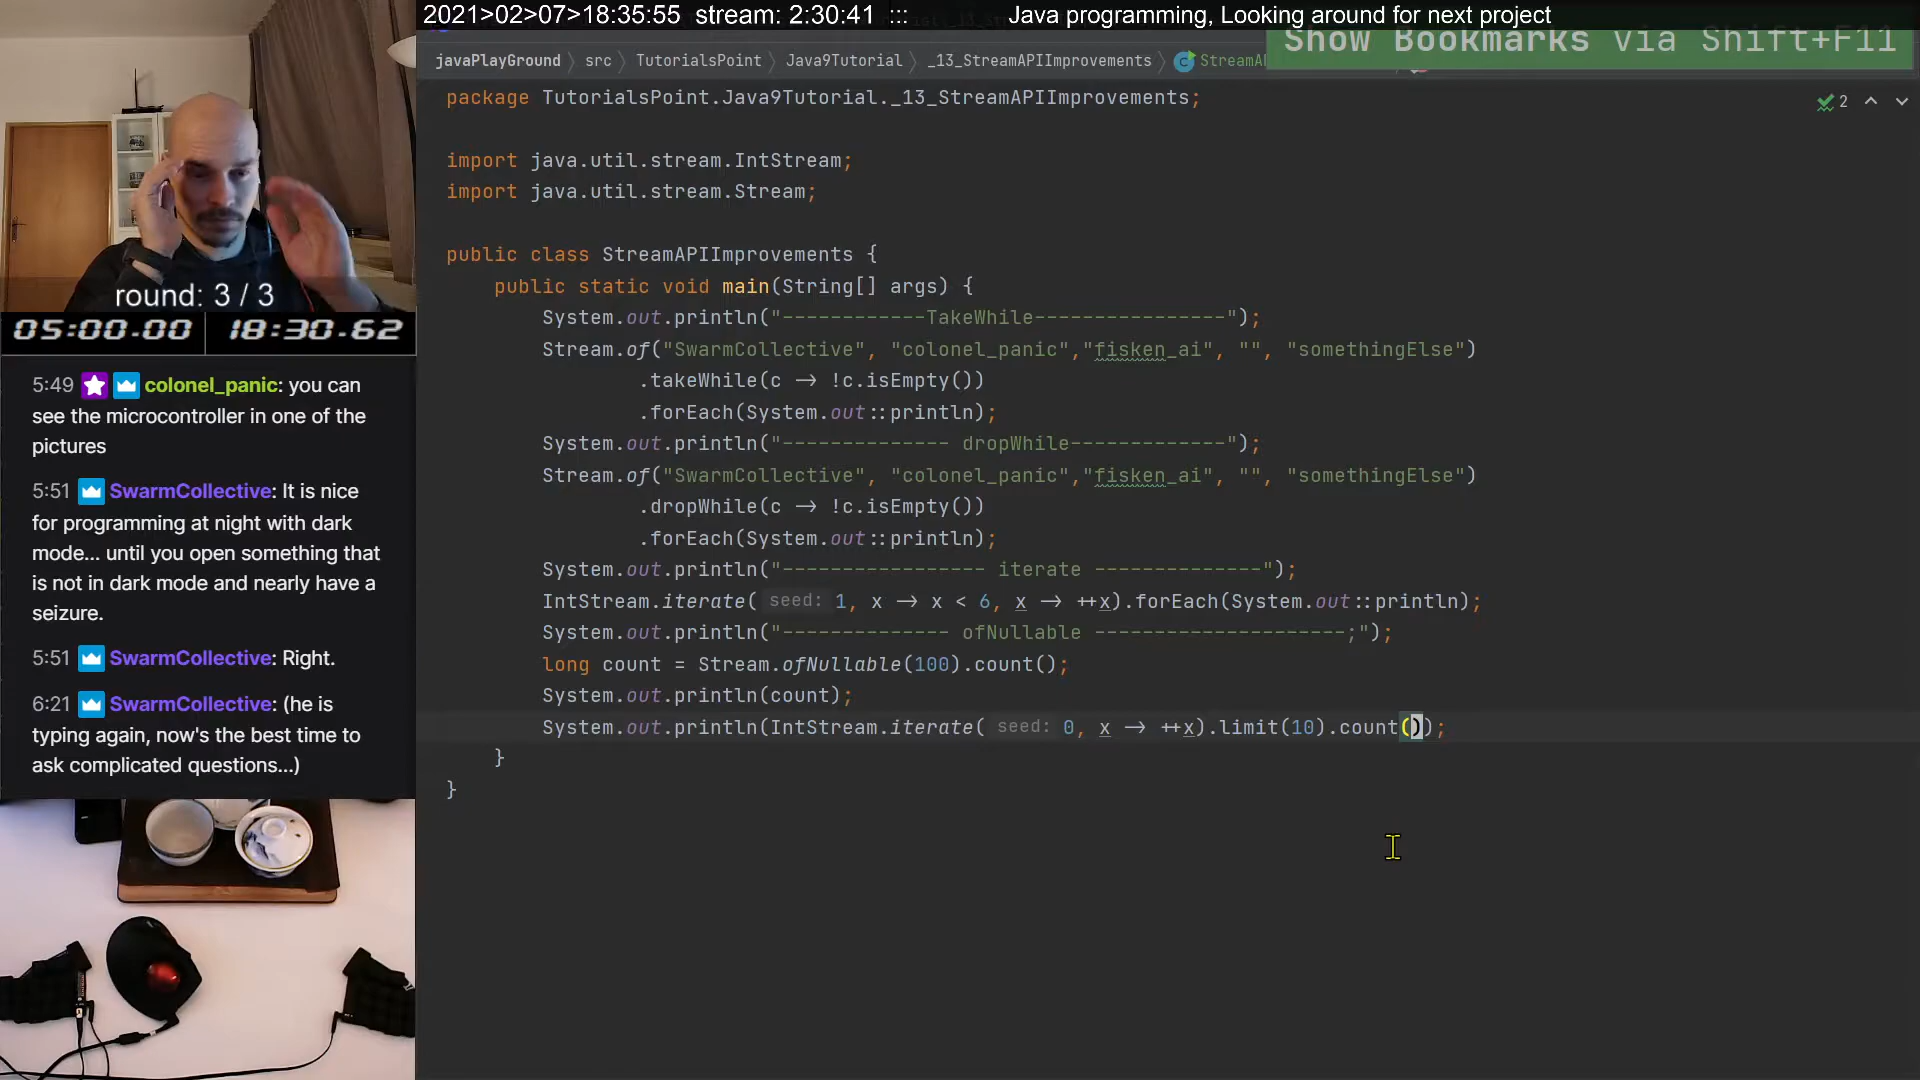 2021>02>07>18:35:55 stream: 2:30:41 ::: Java programming, Looking around for next project
Show Bookmarks via Shift+F11
javaPlayGround > src > TutorialsPoint > Java9Tutorial > _13_StreamAPIImprovements > StreamA
package TutorialsPoint.Java9Tutorial._13_StreamAPIImprovements;
2
import java.util.stream.IntStream;
import java.util.stream.Stream;
public class StreamAPIImprovements {
public static void main(String[] args) {
System.out.println("------------TakeWhile----------------");
Stream.of("SwarmCollective", "colonel_panic","fisken_ai", "", "somethingElse")
.takeWhile(c -> !c.isEmpty())
.forEach(System.out::println);
System.out.println("-------------- dropWhile-------------");
Stream.of("SwarmCollective", "colonel_panic","fisken_ai", "", "somethingElse")
.dropWhile(c -> !c.isEmpty())
.forEach(System.out::println);
System.out.println("----------------- iterate --------------");
IntStream.iterate( seed: 1, x -> x < 6, x -> ++x).forEach(System.out::println);
System.out.println("-------------- ofNullable ---------------------;");
long count = Stream.ofNullable(100).count();
System.out.println(count);
System.out.println(IntStream.iterate( seed: 0, x -> ++x).limit(10).count());
}
}
round: 3 / 3
05:00.00 18:30.62
5:49 colonel_panic: you can
see the microcontroller in one of the
pictures
5:51 SwarmCollective: It is nice
for programming at night with dark
mode... until you open something that
is not in dark mode and nearly have a
seizure.
5:51 SwarmCollective: Right.
6:21 SwarmCollective: (he is
typing again, now's the best time to
ask complicated questions...)